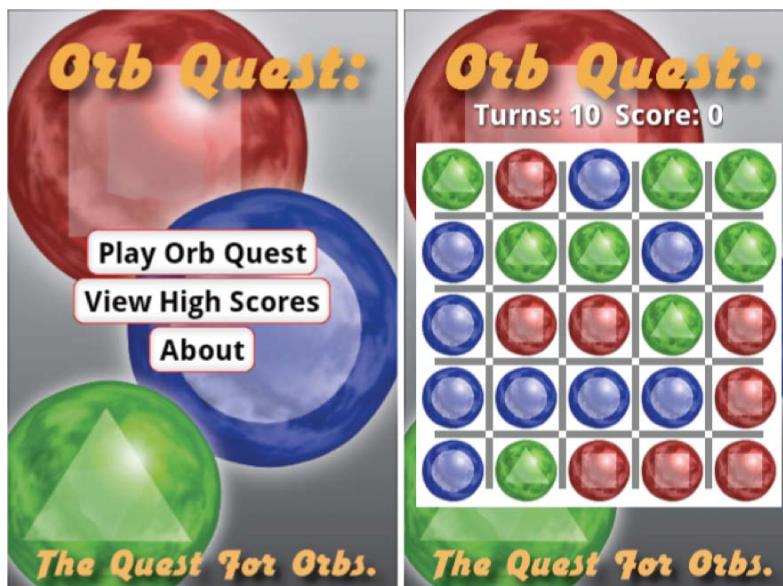 Orb Quest:
Play Orb Quest
View High Scores
About
The Quest For Orbs.
Orb Quest:
Turns: 10 Score: 0
The Quest For Orbs.